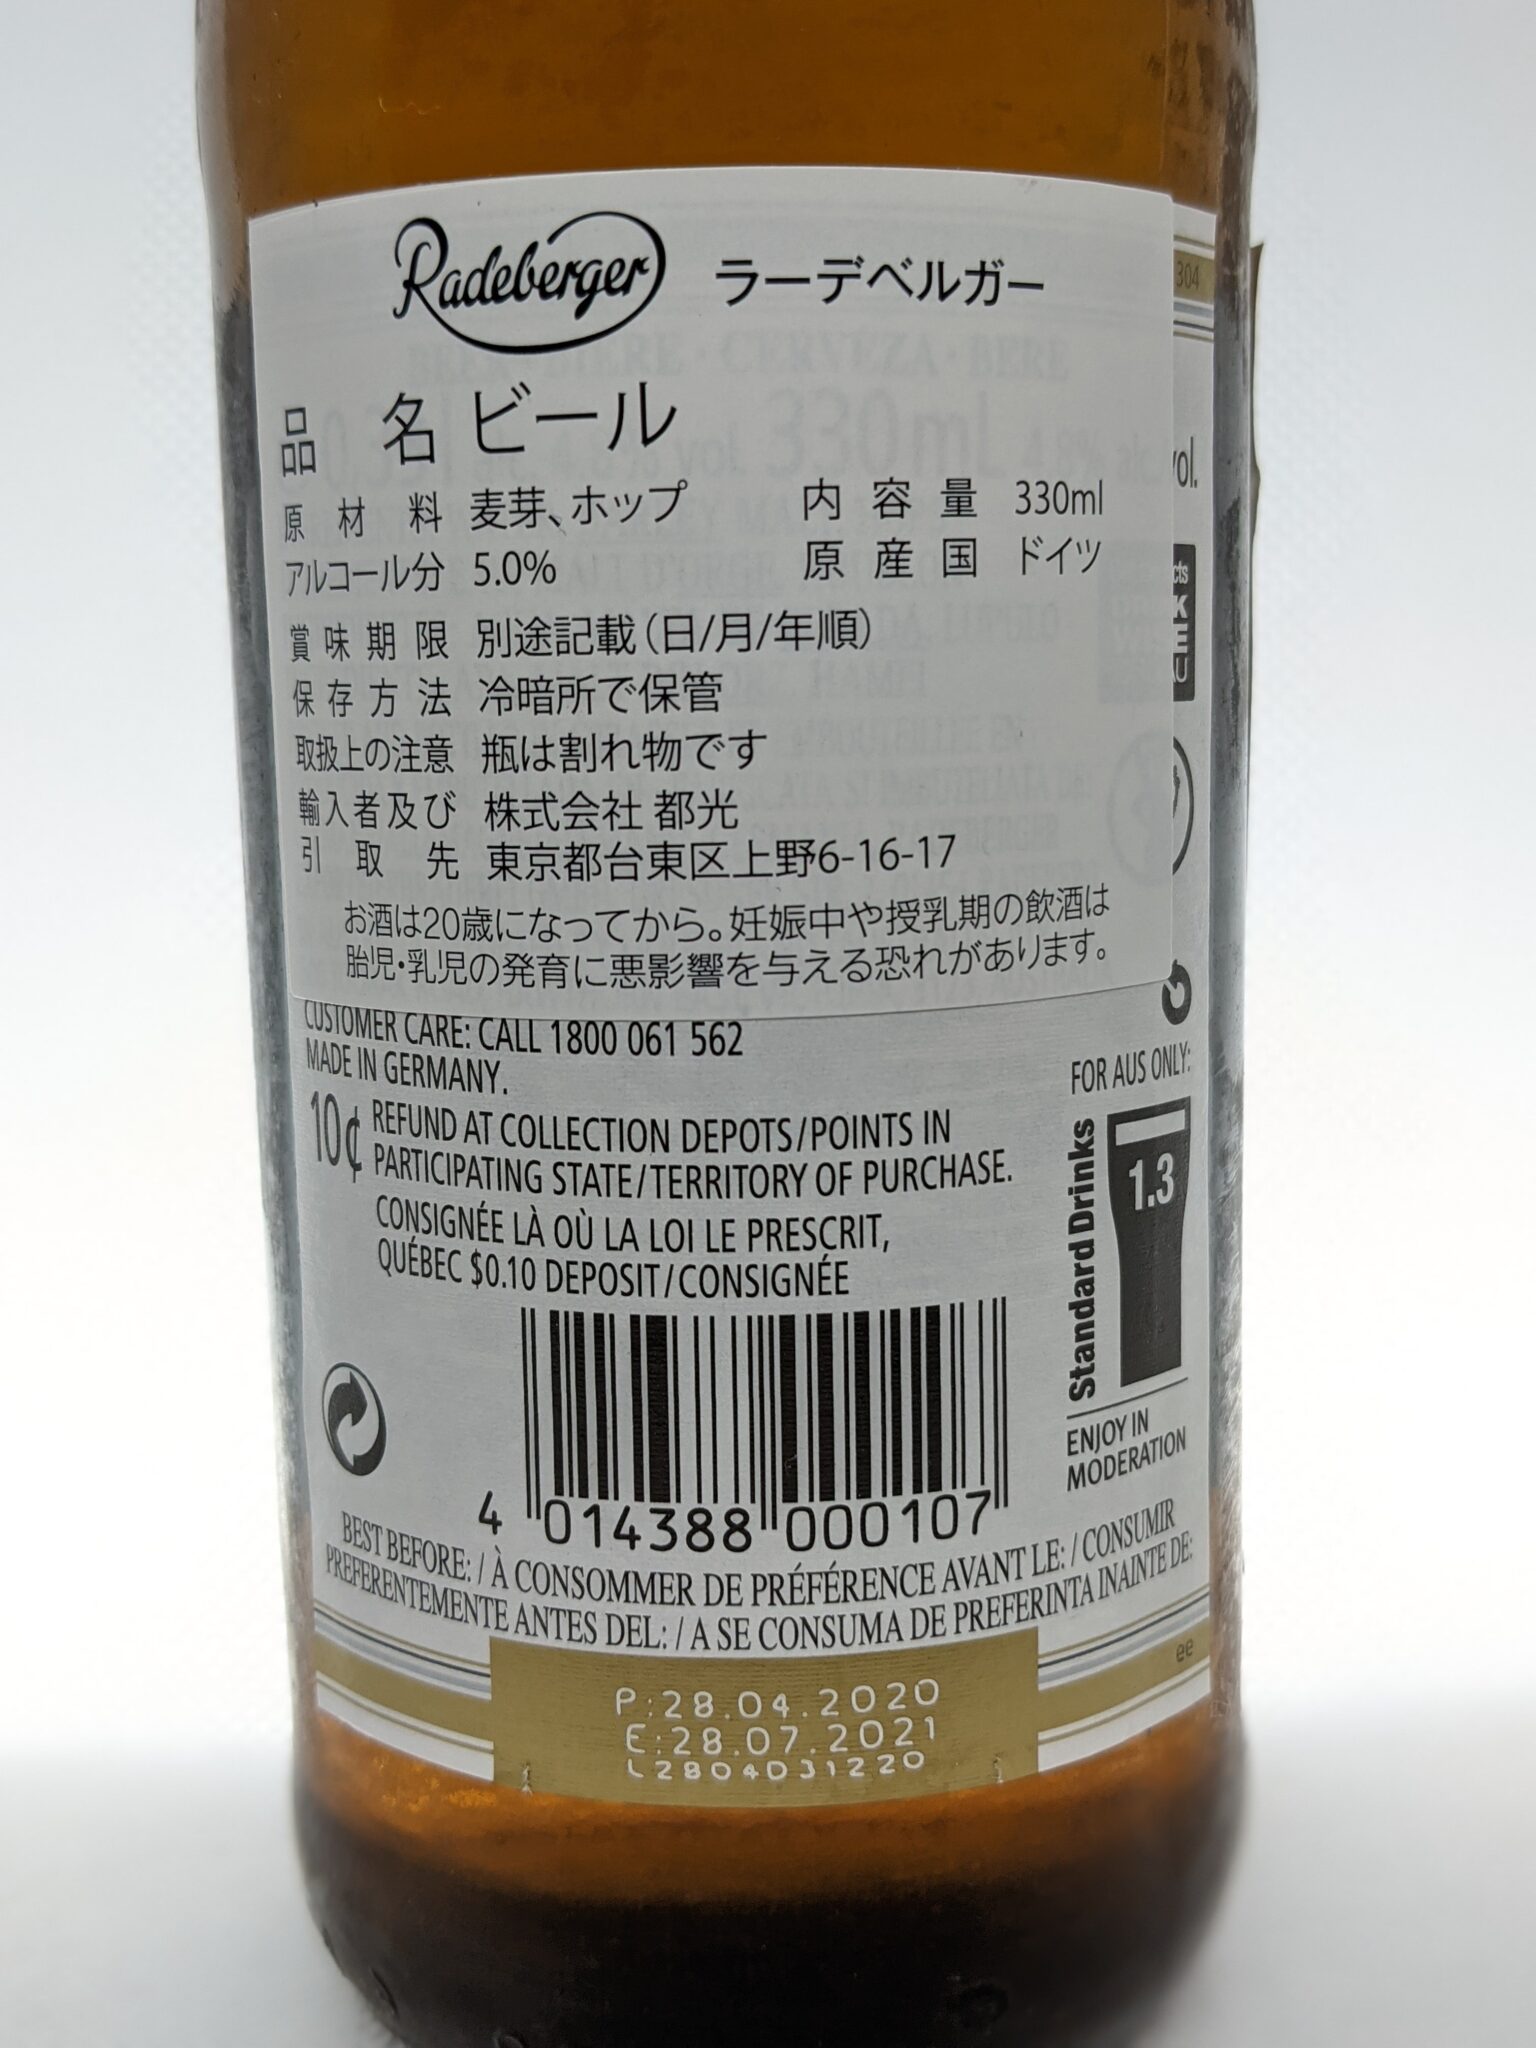 Radeberger ラーデベルガー
品名 ビール
原材料 麦芽、ホップ 内容量 330ml
アルコール分 5.0% 原産国 ドイツ
賞味期限 別途記載(日/月/年順)
保存方法 冷暗所で保管
取扱上の注意 瓶は割れ物です
輸入者及び 株式会社 都光
引取先 東京都台東区上野6-16-17
お酒は20歳になってから。妊娠中や授乳期の飲酒は
胎児・乳児の発育に悪影響を与える恐れがあります。
304
vol.
CUSTOMER CARE: CALL 1800 061 562
MADE IN GERMANY.
10¢ REFUND AT COLLECTION DEPOTS/POINTS IN
PARTICIPATING STATE/TERRITORY OF PURCHASE.
CONSIGNÉE LÀ OÙ LA LOI LE PRESCRIT,
QUÉBEC $0.10 DEPOSIT/CONSIGNÉE
FOR AUS ONLY:
Standard Drinks
1.3
ENJOY IN
MODERATION
4 014388 000107
BEST BEFORE: / À CONSOMMER DE PRÉFÉRENCE AVANT LE: / CONSUMIR
PREFERENTEMENTE ANTES DEL: / A SE CONSUMA DE PREFERINTA INAINTE DE:
ee
P:28.04.2020
E:28.07.2021
L2804D31220